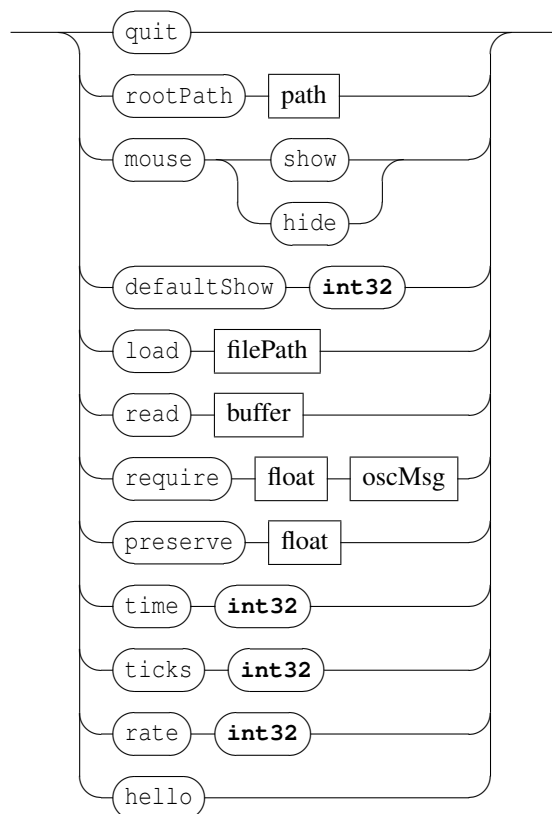 quit
rootPath path
mouse show
hide
defaultShow int32
load filePath
read buffer
require float oscMsg
preserve float
time int32
ticks int32
rate int32
hello